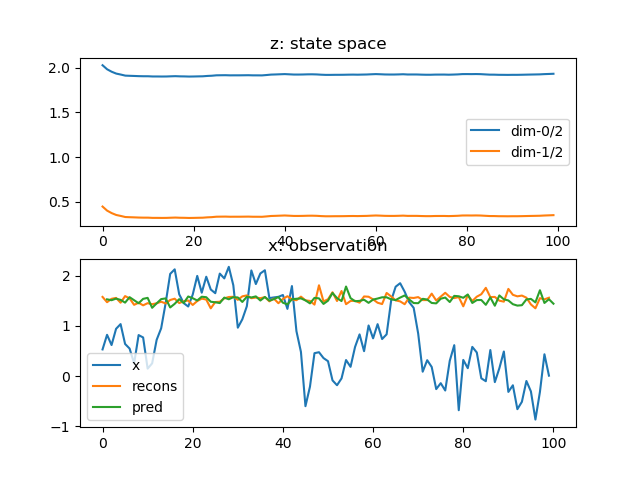 z: state space
2.0
1.5
1.0
0.5
dim-0/2
dim-1/2
0 20 40 60 80 100
x: observation
2
1
0
−1
x
recons
pred
0 20 40 60 80 100